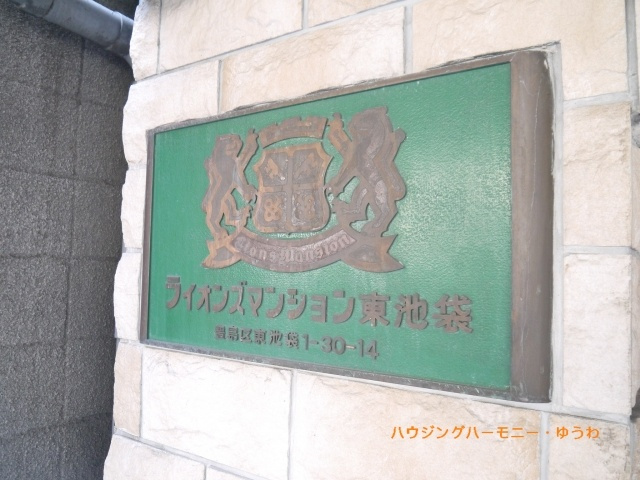 Lions Mansion
ライオンズマンション東池袋
豊島区東池袋1-30-14
ハウジングハーモニー・ゆうわ